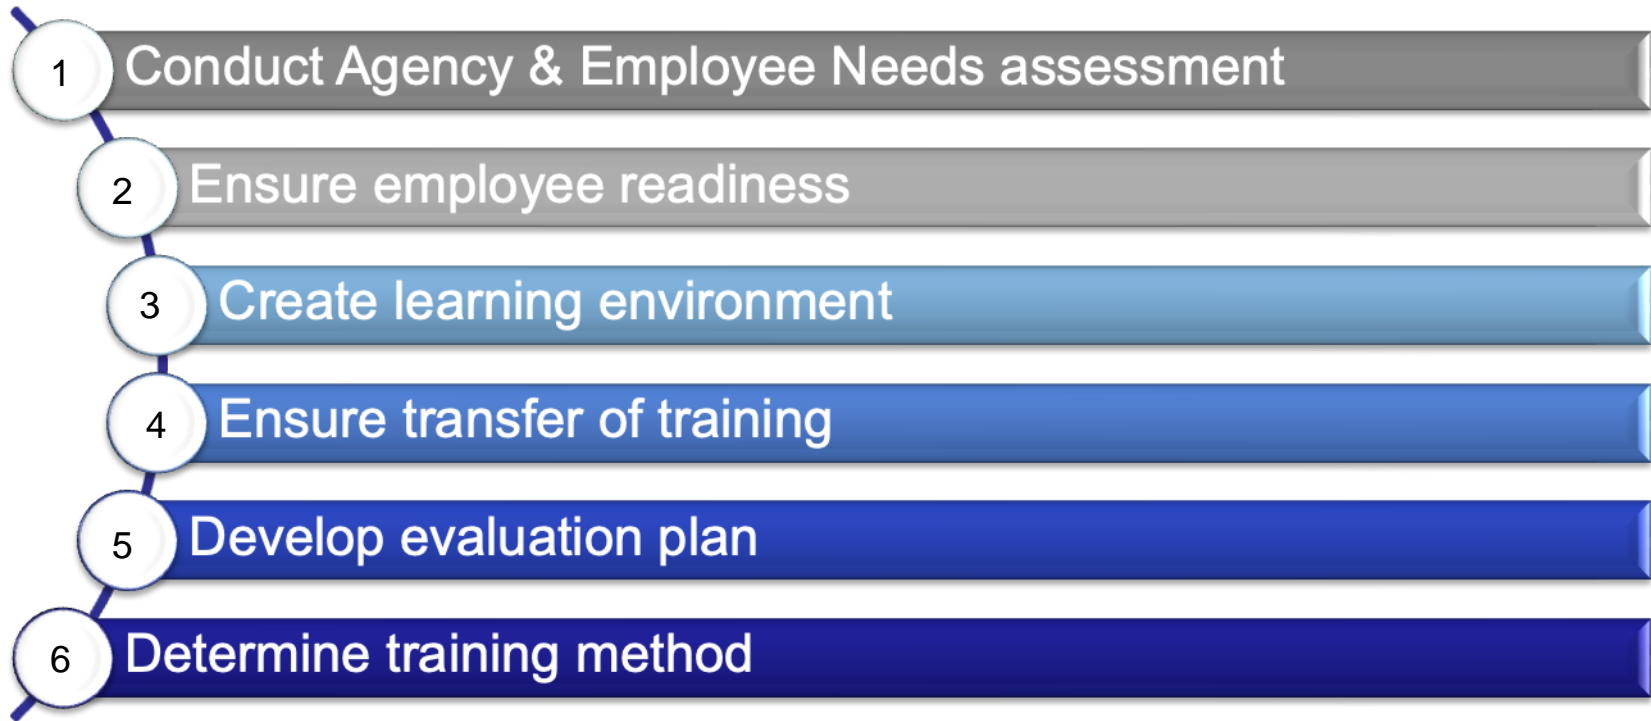 1 Conduct Agency & Employee Needs assessment
2 Ensure employee readiness
3 Create learning environment
4 Ensure transfer of training
5 Develop evaluation plan
6 Determine training method